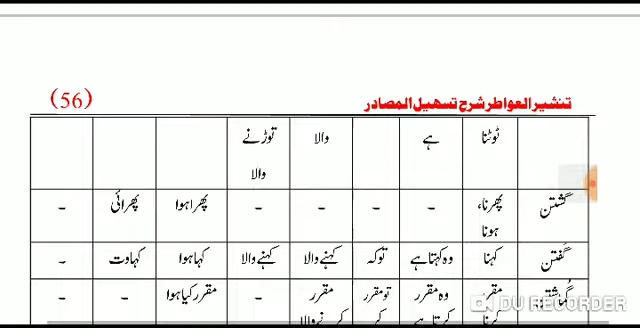 تنشیر العواطر شرح تسہیل المصادر (56)
ٹوٹنا ہے والا توڑنے
والا
گشتن پھرنا، - - - - پھرا ہوا پھرائی -
ہونا
گفتن کہنا وہ کہتا ہے تو کہہ کہنے والا کہنے والا کہا ہوا کہاوت -
گماشتن مقرر وہ مقرر تو مقرر مقرر - مقرر کیا ہوا - -
کرنا کرتا ہے کر کرنے والا
DU RECORDER